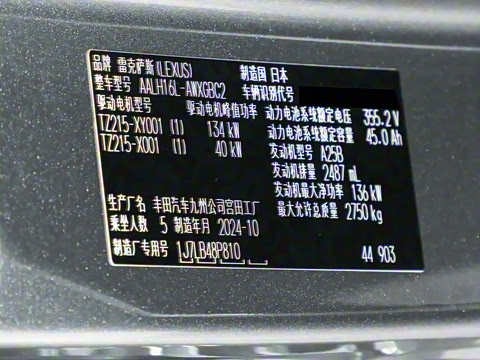 品牌 雷克萨斯(LEXUS) 制造国 日本
整车型号 AALH16L-AWXGBC2 车辆识别代号
驱动电机型号 驱动电机峰值功率 动力电池系统额定电压 355.2V
TZ215-XY001 (1) 134 kW 动力电池系统额定容量 45.0 Ah
TZ215-X001 (1) 40 kW 发动机型号 A25B
发动机排量 2487 mL
发动机最大净功率 136 kW
生产厂名 丰田汽车九州公司宫田工厂 最大允许总质量 2750 kg
乘坐人数 5 制造年月 2024-10
制造厂专用号 1J7LB48P810 44 903